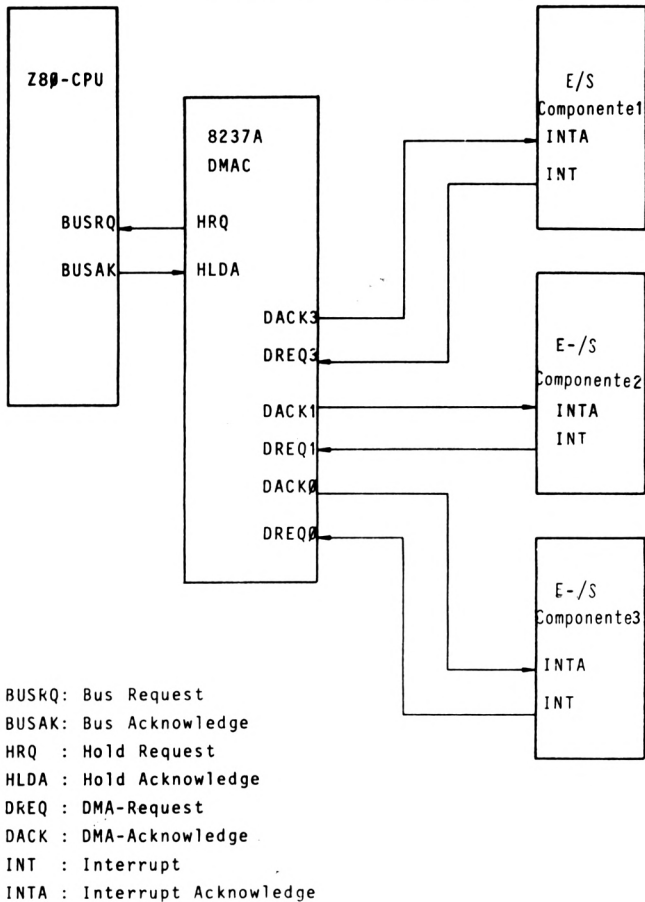 Z80-CPU
BUSRQ
BUSAK
8237A
DMAC
HRQ
HLDA
DACK3
DREQ3
DACK1
DREQ1
DACK0
DREQ0
E/S
Componente1
INTA
INT
E-/S
Componente2
INTA
INT
E-/S
Componente3
INTA
INT
BUSRQ: Bus Request
BUSAK: Bus Acknowledge
HRQ : Hold Request
HLDA : Hold Acknowledge
DREQ : DMA-Request
DACK : DMA-Acknowledge
INT : Interrupt
INTA : Interrupt Acknowledge